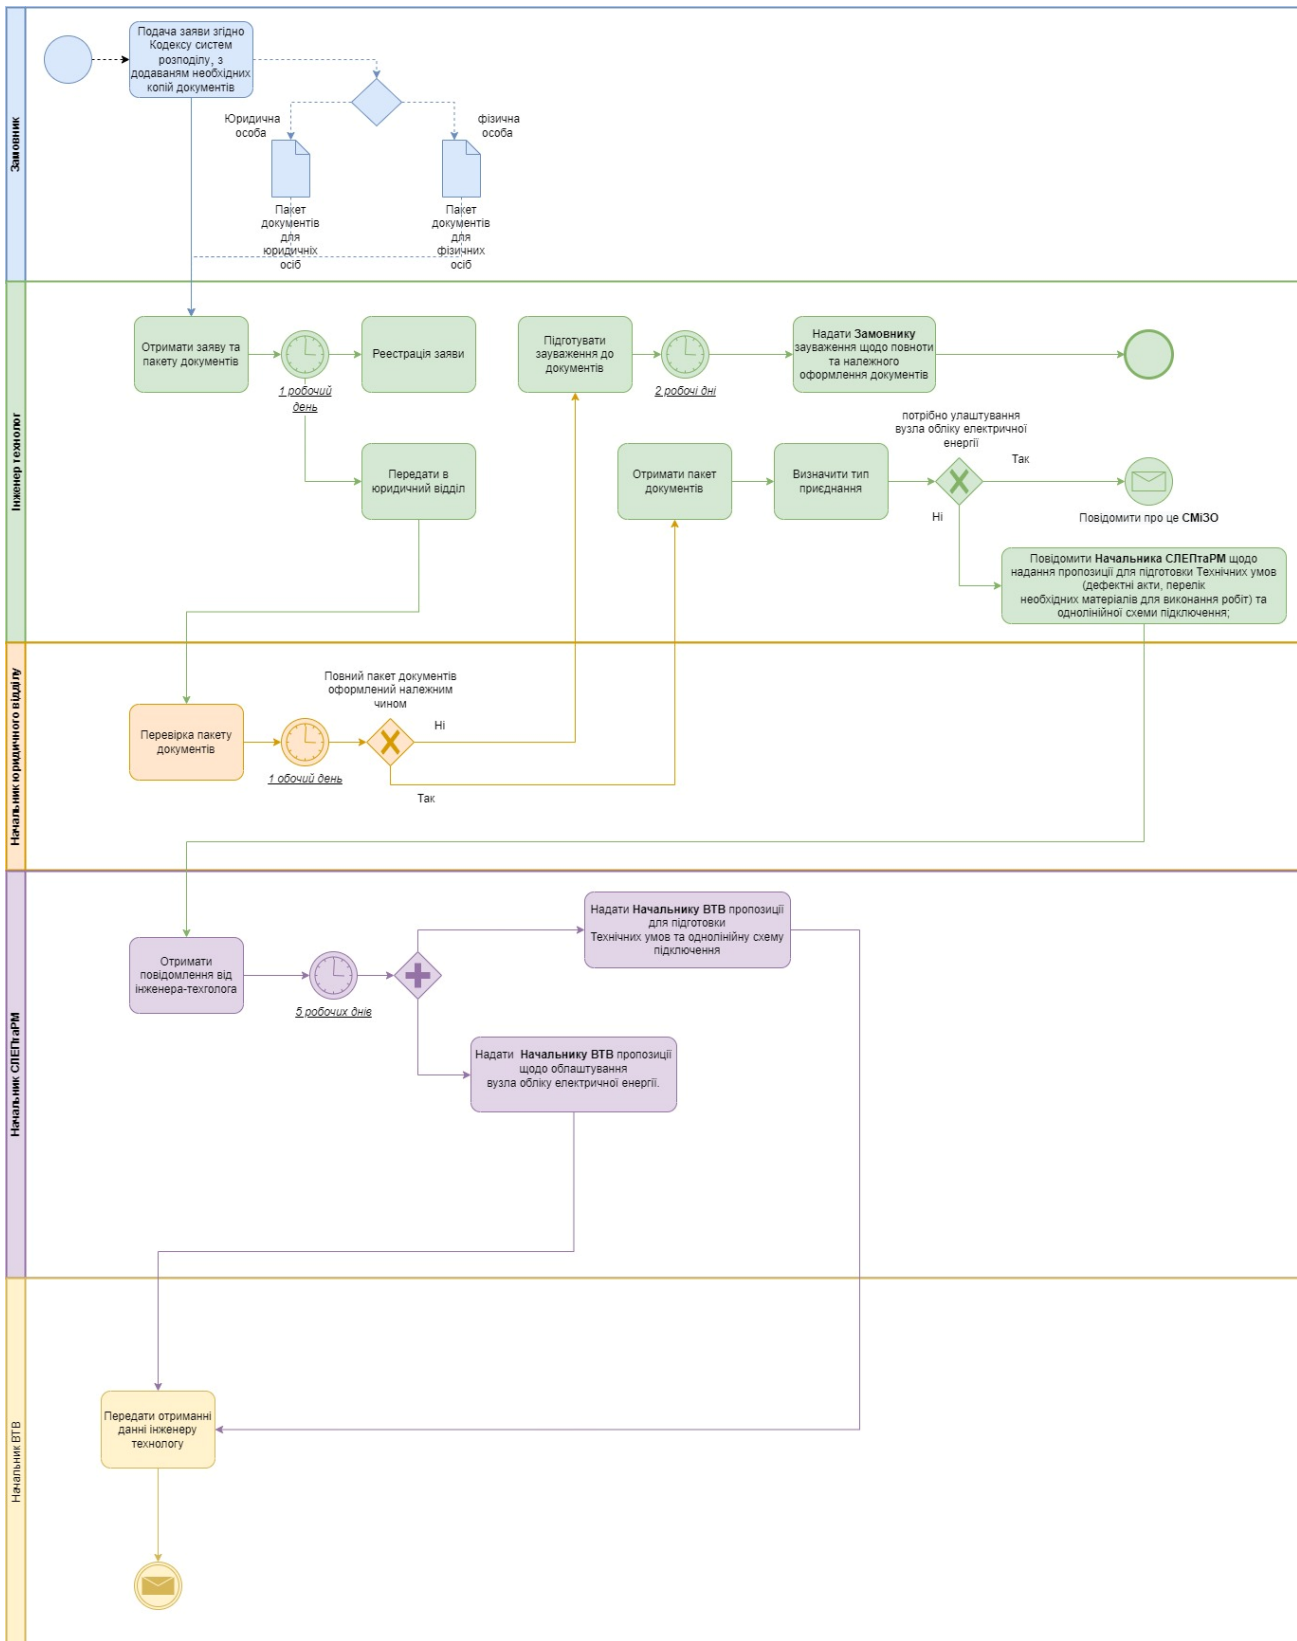 Замовник
Подача заяви згідно
Кодексу систем
розподілу, з
додаваням необхідних
копій документів
Юридична
особа
фізична
особа
Пакет
документів
для
юридичніх
осіб
Пакет
документів
для
фізичних
осіб
Інженер технолог
Отримати заяву та
пакету документів
1 робочий
день
Реєстрація заяви
Передати в
юридичний відділ
Підготувати
зауваження до
документів
2 робочі дні
Надати Замовнику
зауваження щодо повноти
та належного
оформлення документів
Отримати пакет
документів
Визначити тип
приєднання
потрібно улаштування
вузла обліку електричної
енергії
Так
Ні
Повідомити про це СМіЗО
Повідомити Начальника СЛЕПтаРМ щодо
надання пропозиції для підготовки Технічних умов
(дефектні акти, перелік
необхідних матеріалів для виконання робіт) та
однолінійної схеми підключення;
Начальник юридичного відділу
Перевірка пакету
документів
1 обочий день
Повний пакет документів
оформлений належним
чином
Ні
Так
Начальник СЛЕПтаРМ
Отримати
повідомлення від
інженера-техголога
5 робочих днів
Надати Начальнику ВТВ пропозиції
для підготовки
Технічних умов та однолінійну схему
підключення
Надати Начальнику ВТВ пропозиції
щодо облаштування
вузла обліку електричної енергії.
Начальник ВТВ
Передати отриманні
данні інженеру
технологу